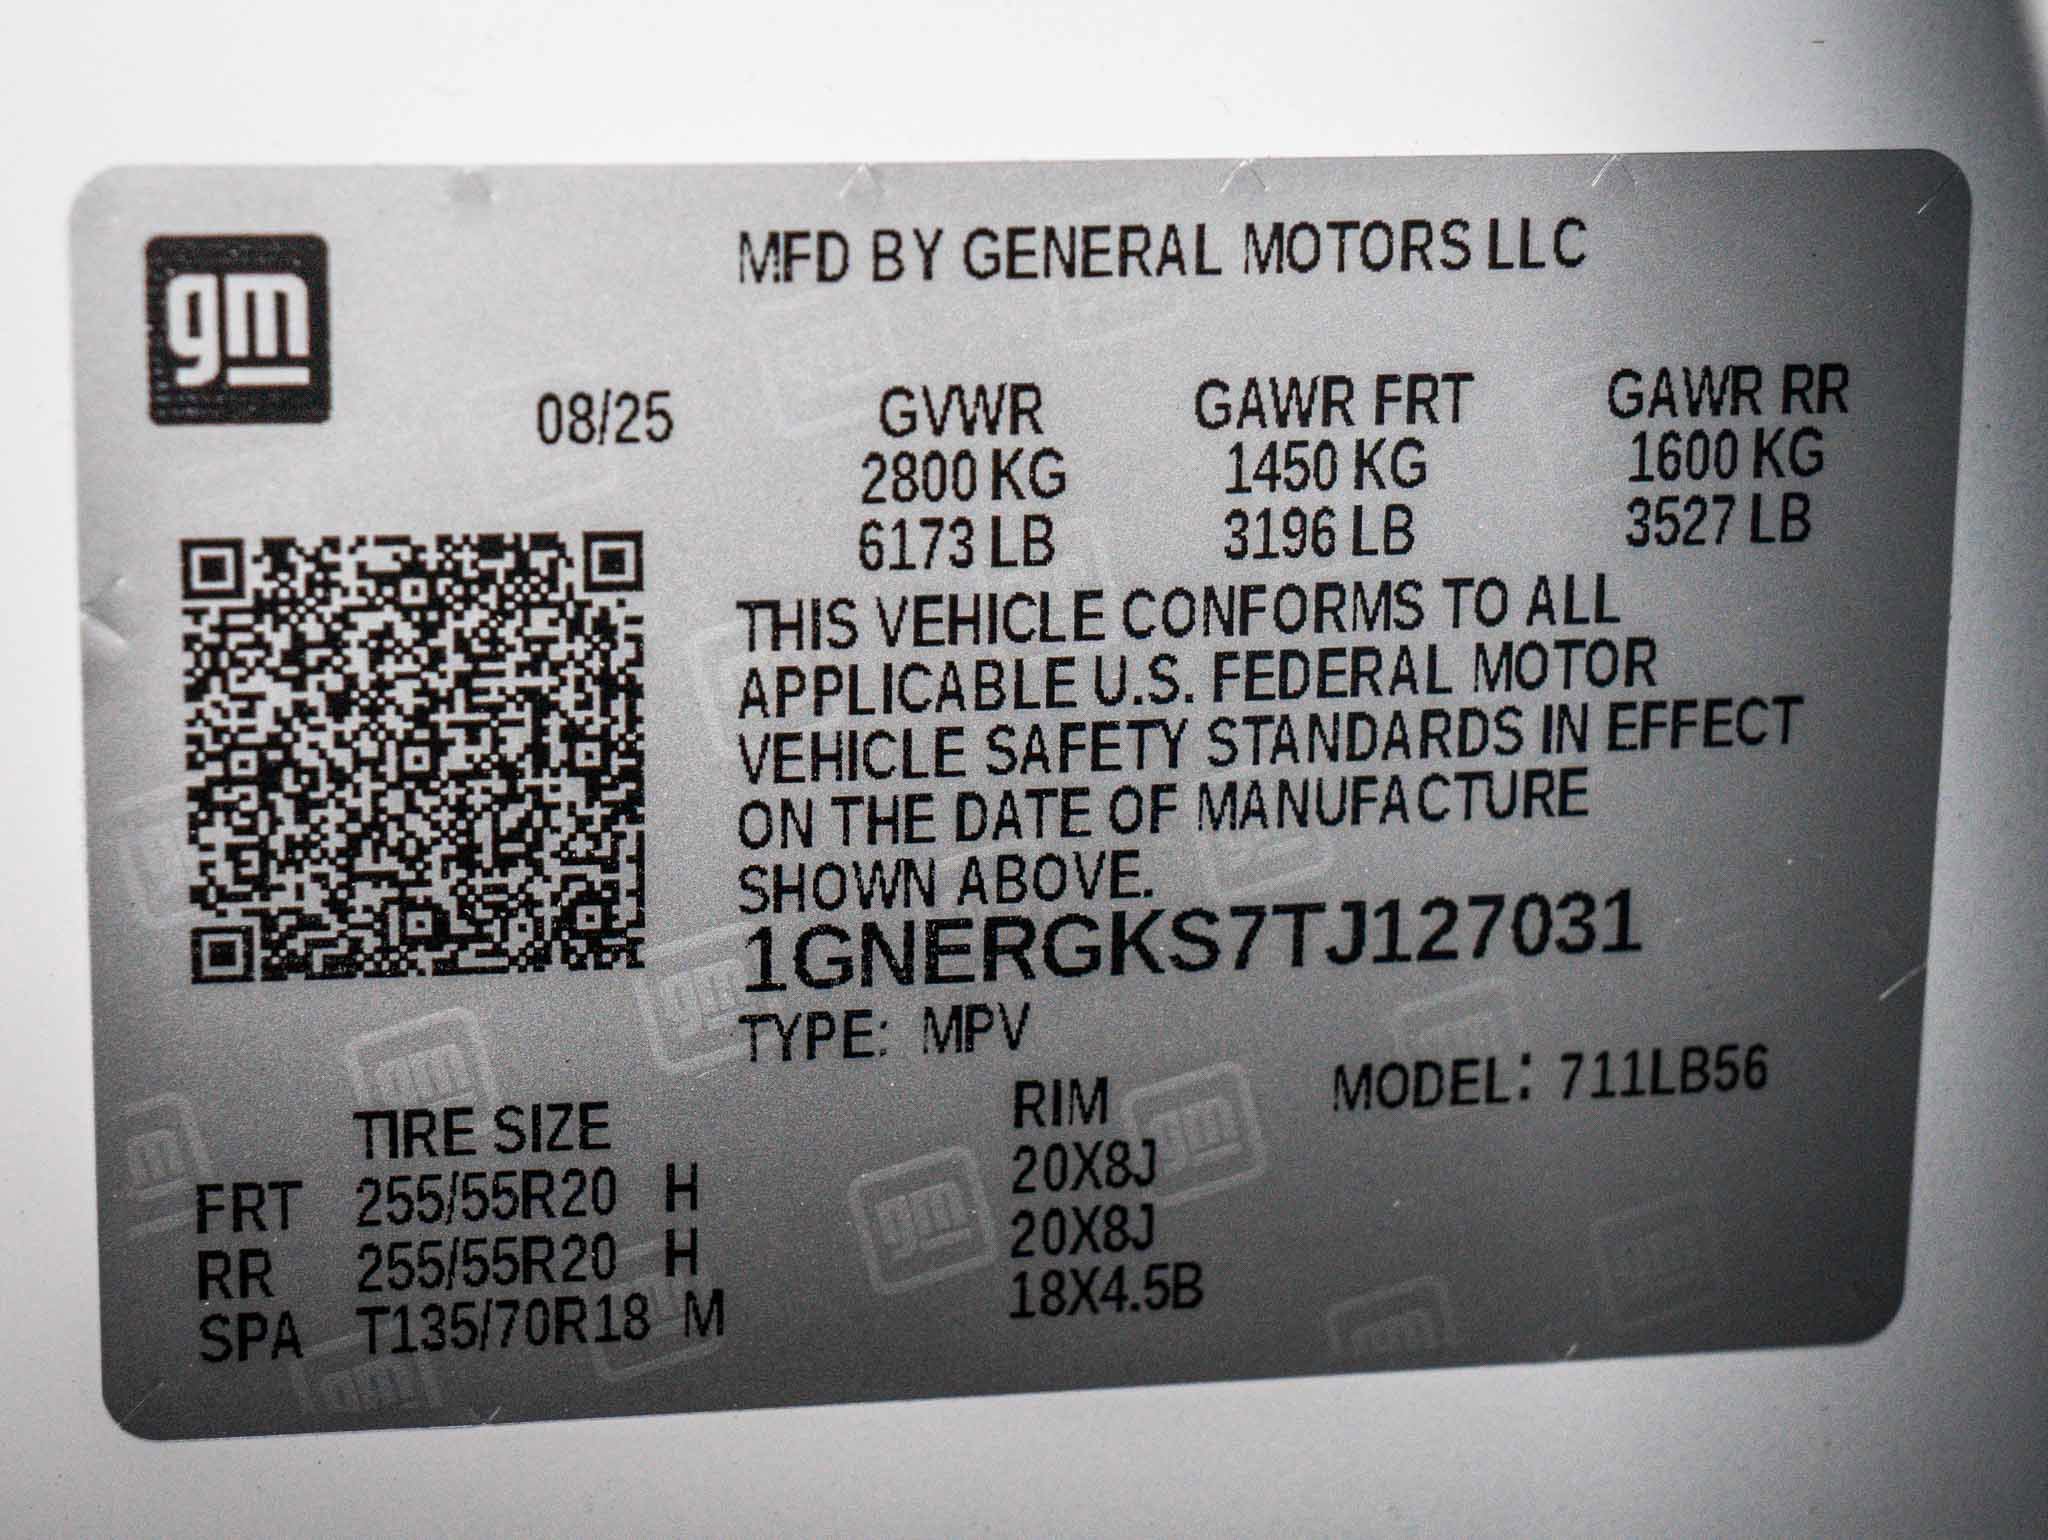 gm
MFD BY GENERAL MOTORS LLC
08/25
GVWR GAWR FRT GAWR RR
2800 KG 1450 KG 1600 KG
6173 LB 3196 LB 3527 LB
THIS VEHICLE CONFORMS TO ALL
APPLICABLE U.S. FEDERAL MOTOR
VEHICLE SAFETY STANDARDS IN EFFECT
ON THE DATE OF MANUFACTURE
SHOWN ABOVE.
1GNERGKS7TJ127031
TYPE: MPV
MODEL: 711LB56
TIRE SIZE RIM
FRT 255/55R20 H 20X8J
RR 255/55R20 H 20X8J
SPA T135/70R18 M 18X4.5B